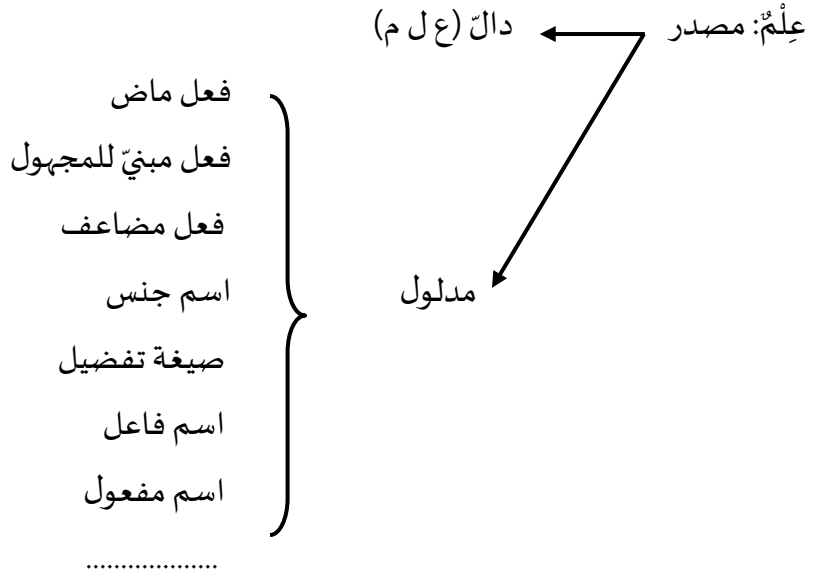 عِلْمٌ: مصدر
دالّ (ع ل م)
مدلول
فعل ماض
فعل مبنيّ للمجهول
فعل مضاعف
اسم جنس
صيغة تفضيل
اسم فاعل
اسم مفعول
...................